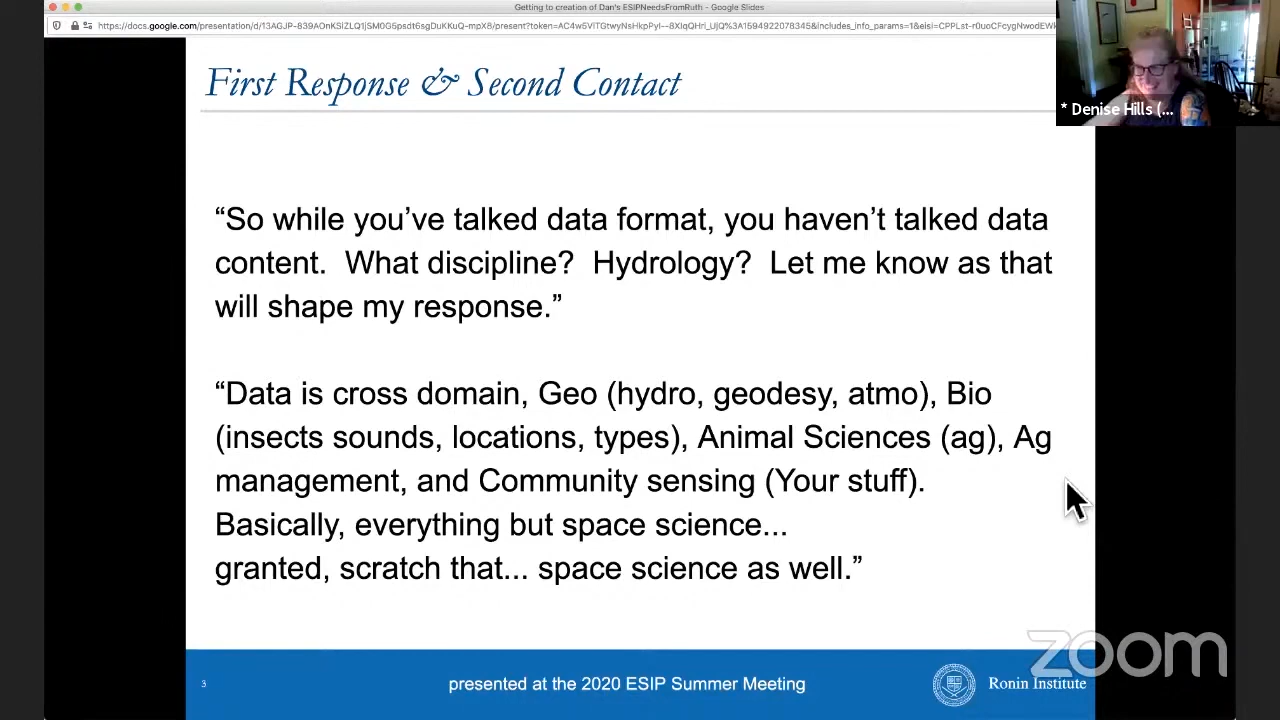 Getting to creation of Dan's ESIPNeedsFromRuth - Google Slides
First Response & Second Contact
* Denise Hills (...
“So while you’ve talked data format, you haven’t talked data
content.  What discipline?  Hydrology?  Let me know as that
will shape my response.”
“Data is cross domain, Geo (hydro, geodesy, atmo), Bio
(insects sounds, locations, types), Animal Sciences (ag), Ag
management, and Community sensing (Your stuff).
Basically, everything but space science...
granted, scratch that... space science as well.”
zoom
3
presented at the 2020 ESIP Summer Meeting
Ronin Institute